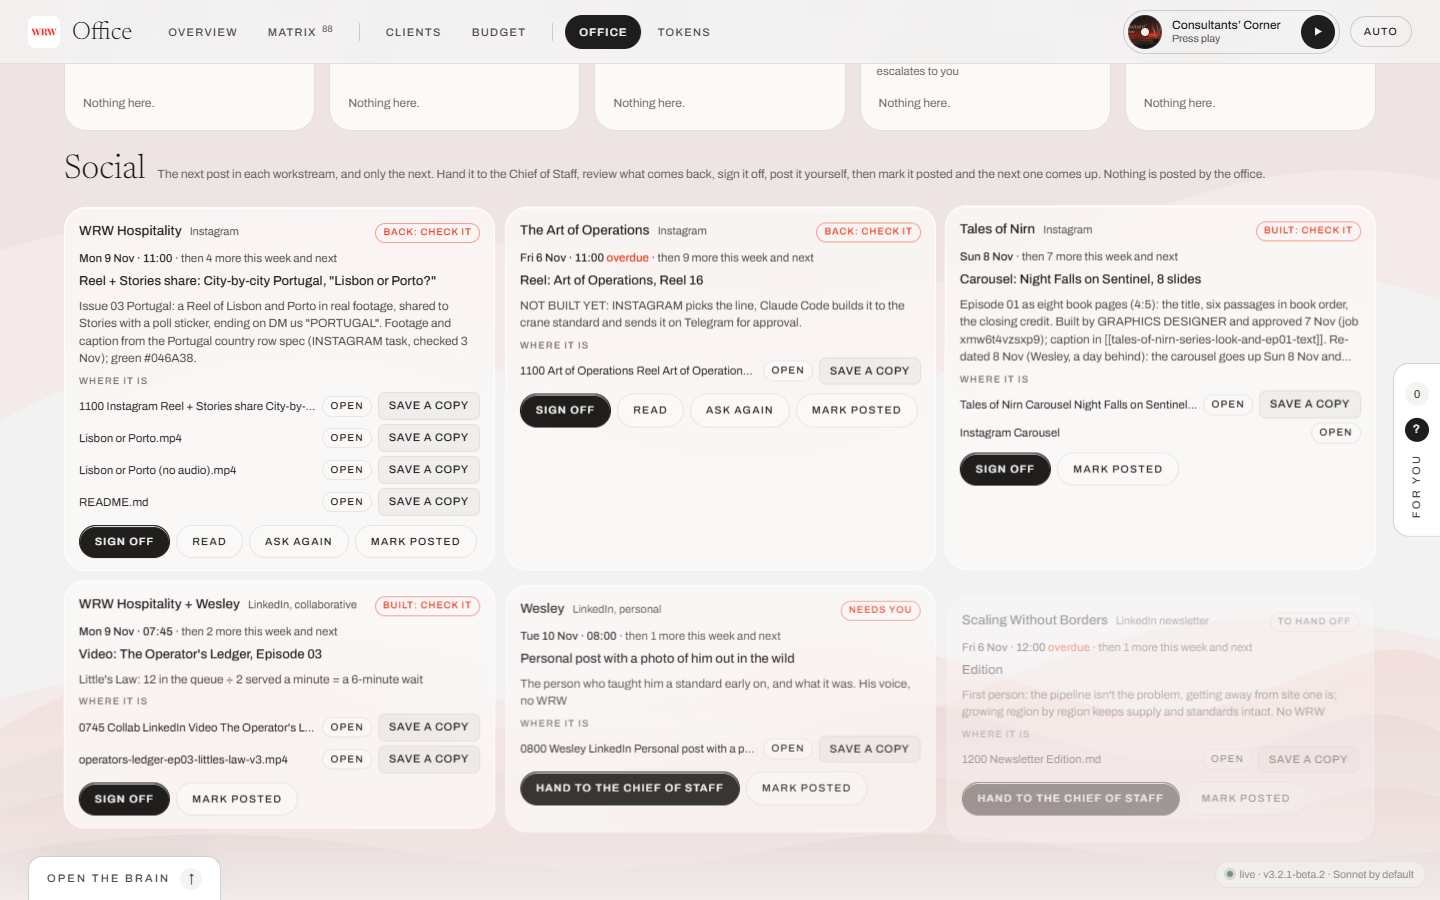 WRW Office OVERVIEW MATRIX 88 CLIENTS BUDGET OFFICE TOKENS Consultants' Corner Press play AUTO
escalates to you
Nothing here. Nothing here. Nothing here. Nothing here. Nothing here.
Social The next post in each workstream, and only the next. Hand it to the Chief of Staff, review what comes back, sign it off, post it yourself, then mark it posted and the next one comes up. Nothing is posted by the office.
WRW Hospitality Instagram BACK: CHECK IT
Mon 9 Nov · 11:00 · then 4 more this week and next
Reel + Stories share: City-by-city Portugal, "Lisbon or Porto?"
Issue 03 Portugal: a Reel of Lisbon and Porto in real footage, shared to
Stories with a poll sticker, ending on DM us "PORTUGAL". Footage and
caption from the Portugal country row spec (INSTAGRAM task, checked 3
Nov); green #046A38.
WHERE IT IS
1100 Instagram Reel + Stories share City-by-... OPEN SAVE A COPY
Lisbon or Porto.mp4 OPEN SAVE A COPY
Lisbon or Porto (no audio).mp4 OPEN SAVE A COPY
README.md OPEN SAVE A COPY
SIGN OFF READ ASK AGAIN MARK POSTED
The Art of Operations Instagram BACK: CHECK IT
Fri 6 Nov · 11:00 overdue · then 9 more this week and next
Reel: Art of Operations, Reel 16
NOT BUILT YET: INSTAGRAM picks the line, Claude Code builds it to the
crane standard and sends it on Telegram for approval.
WHERE IT IS
1100 Art of Operations Reel Art of Operation... OPEN SAVE A COPY
SIGN OFF READ ASK AGAIN MARK POSTED
Tales of Nirn Instagram BUILT: CHECK IT
Sun 8 Nov · then 7 more this week and next
Carousel: Night Falls on Sentinel, 8 slides
Episode 01 as eight book pages (4:5): the title, six passages in book order,
the closing credit. Built by GRAPHICS DESIGNER and approved 7 Nov (job
xmw6t4vzsxp9); caption in [[tales-of-nirn-series-look-and-ep01-text]]. Re-
dated 8 Nov (Wesley, a day behind): the carousel goes up Sun 8 Nov and...
WHERE IT IS
Tales of Nirn Carousel Night Falls on Sentinel... OPEN SAVE A COPY
Instagram Carousel OPEN
SIGN OFF MARK POSTED
WRW Hospitality + Wesley LinkedIn, collaborative BUILT: CHECK IT
Mon 9 Nov · 07:45 · then 2 more this week and next
Video: The Operator's Ledger, Episode 03
Little's Law: 12 in the queue ÷ 2 served a minute = a 6-minute wait
WHERE IT IS
0745 Collab LinkedIn Video The Operator's L... OPEN SAVE A COPY
operators-ledger-ep03-littles-law-v3.mp4 OPEN SAVE A COPY
SIGN OFF MARK POSTED
Wesley LinkedIn, personal NEEDS YOU
Tue 10 Nov · 08:00 · then 1 more this week and next
Personal post with a photo of him out in the wild
The person who taught him a standard early on, and what it was. His voice,
no WRW
WHERE IT IS
0800 Wesley LinkedIn Personal post with a p... OPEN SAVE A COPY
HAND TO THE CHIEF OF STAFF MARK POSTED
Scaling Without Borders LinkedIn newsletter TO HAND OFF
Fri 6 Nov · 12:00 overdue · then 1 more this week and next
Edition
First person: the pipeline isn't the problem, getting away from site one is;
growing region by region keeps supply and standards intact. No WRW
WHERE IT IS
1200 Newsletter Edition.md OPEN SAVE A COPY
HAND TO THE CHIEF OF STAFF MARK POSTED
0
?
FOR YOU
OPEN THE BRAIN ↑
live · v3.2.1-beta.2 · Sonnet by default